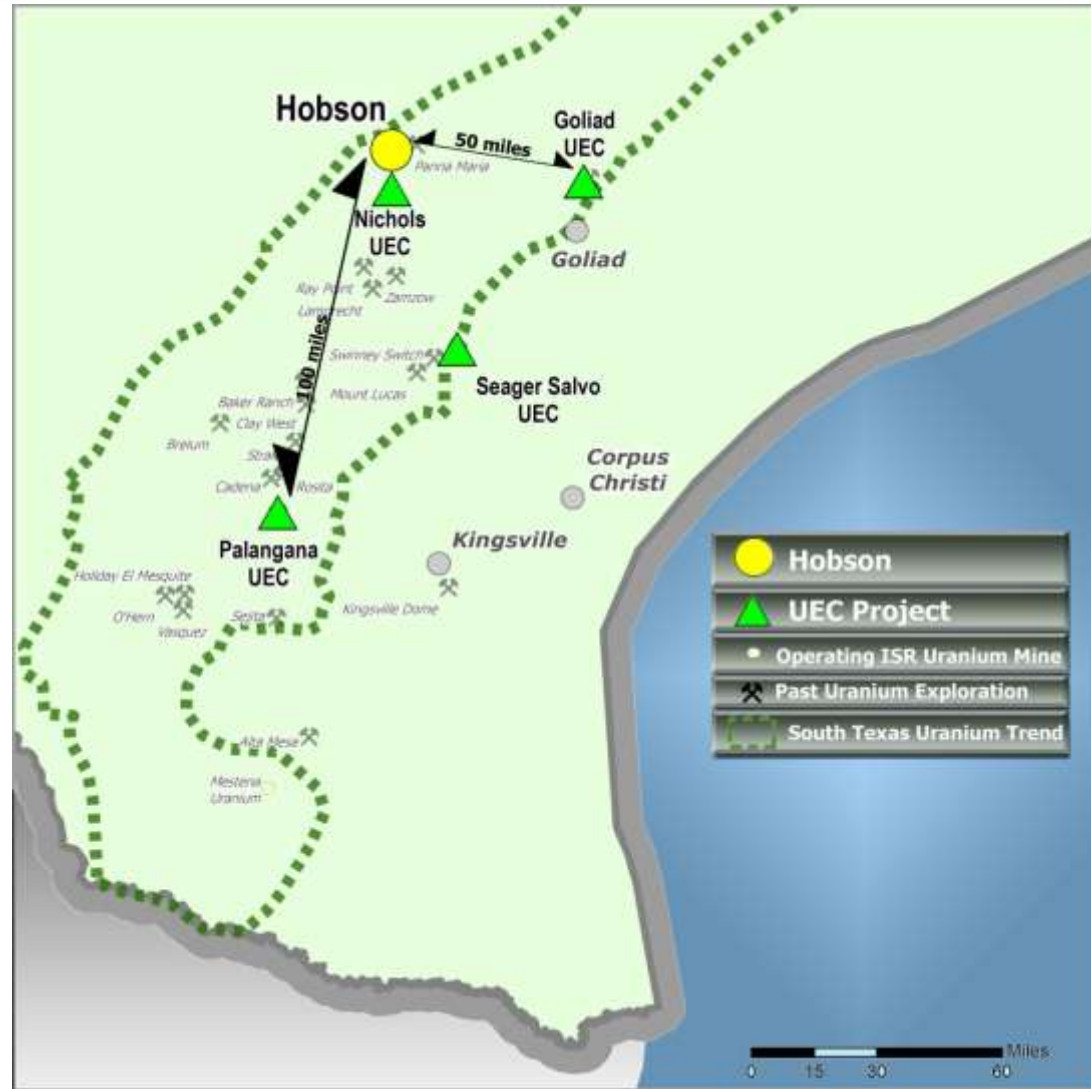 Hobson
50 miles
Goliad
UEC
Panna Maria
Nichols
UEC
Goliad
Ray Point
Zamzow
Lamprecht
100 miles
Swinney Switch
Mount Lucas
Seager Salvo
UEC
Baker Ranch
Clay West
Brelum
Cadena
Rosita
Corpus
Christi
Palangana
UEC
Kingsville
Holiday El Mesquite
O'Hern
Vasquez
Kingsville Dome
Alta Mesa
Mestena
Uranium
Hobson
UEC Project
Operating ISR Uranium Mine
Past Uranium Exploration
South Texas Uranium Trend
Miles
0 15 30 60